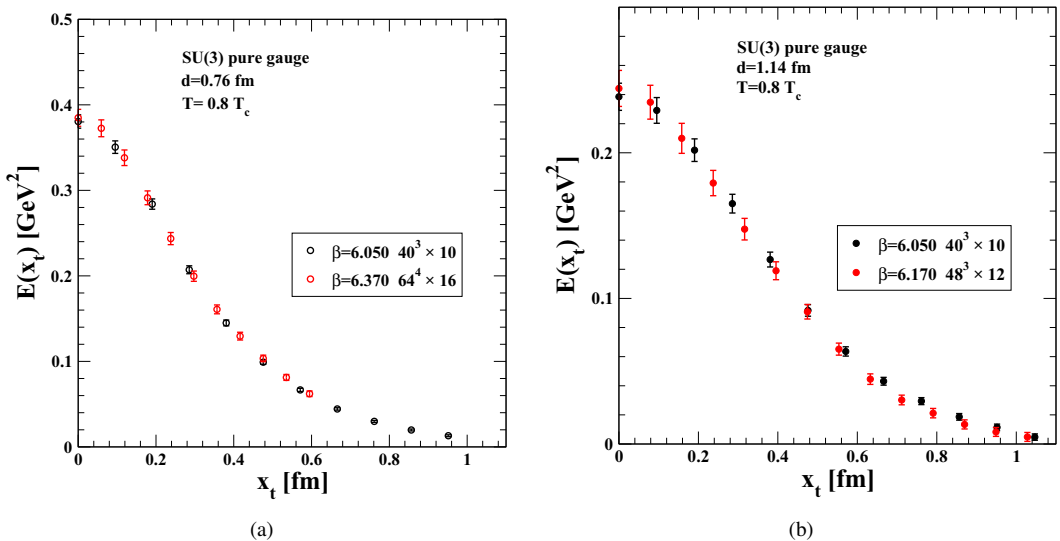 0.5
0.4
0.3
0.2
0.1
0
E(x_t) [GeV^2]
SU(3) pure gauge
d=0.76 fm
T= 0.8 T_c
β=6.050 40^3 × 10
β=6.370 64^4 × 16
0 0.2 0.4 0.6 0.8 1
x_t [fm]
(a)
0.2
0.1
0
E(x_t) [GeV^2]
SU(3) pure gauge
d=1.14 fm
T=0.8 T_c
β=6.050 40^3 × 10
β=6.170 48^3 × 12
0 0.2 0.4 0.6 0.8 1
x_t [fm]
(b)